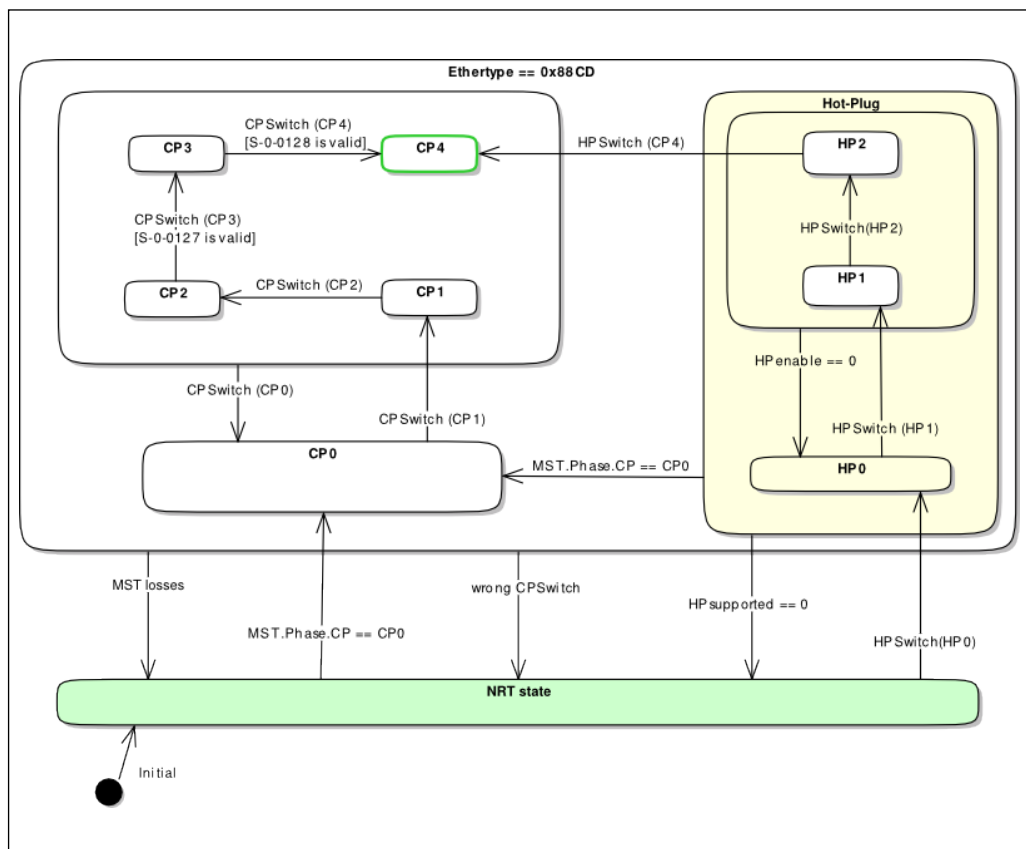 Ethertype == 0x88CD
Hot-Plug
CPSwitch (CP4)
[S-0-0128 is valid]
CP3
CP4
HPSwitch (CP4)
HP2
CPSwitch (CP3)
[S-0-0127 is valid]
HPSwitch(HP2)
CP2
CPSwitch (CP2)
CP1
HP1
HPenable == 0
CPSwitch (CP0)
CPSwitch (CP1)
HPSwitch (HP1)
CP0
MST.Phase.CP == CP0
HP0
MST losses
wrong CPSwitch
HPsupported == 0
MST.Phase.CP == CP0
HPSwitch(HP0)
NRT state
Initial